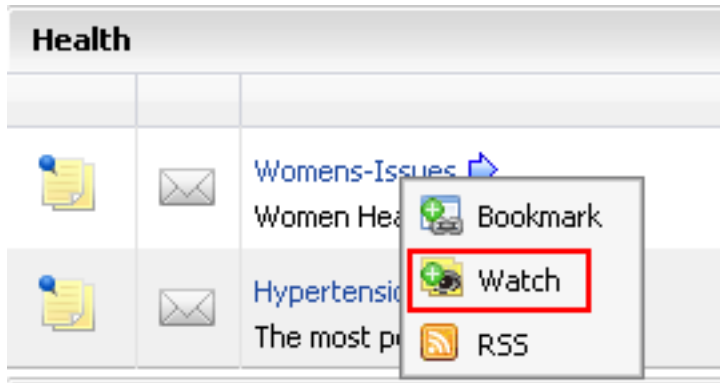 Health
Womens-Issues
Women Hea
Bookmark
Watch
Hypertensio
The most p
RSS